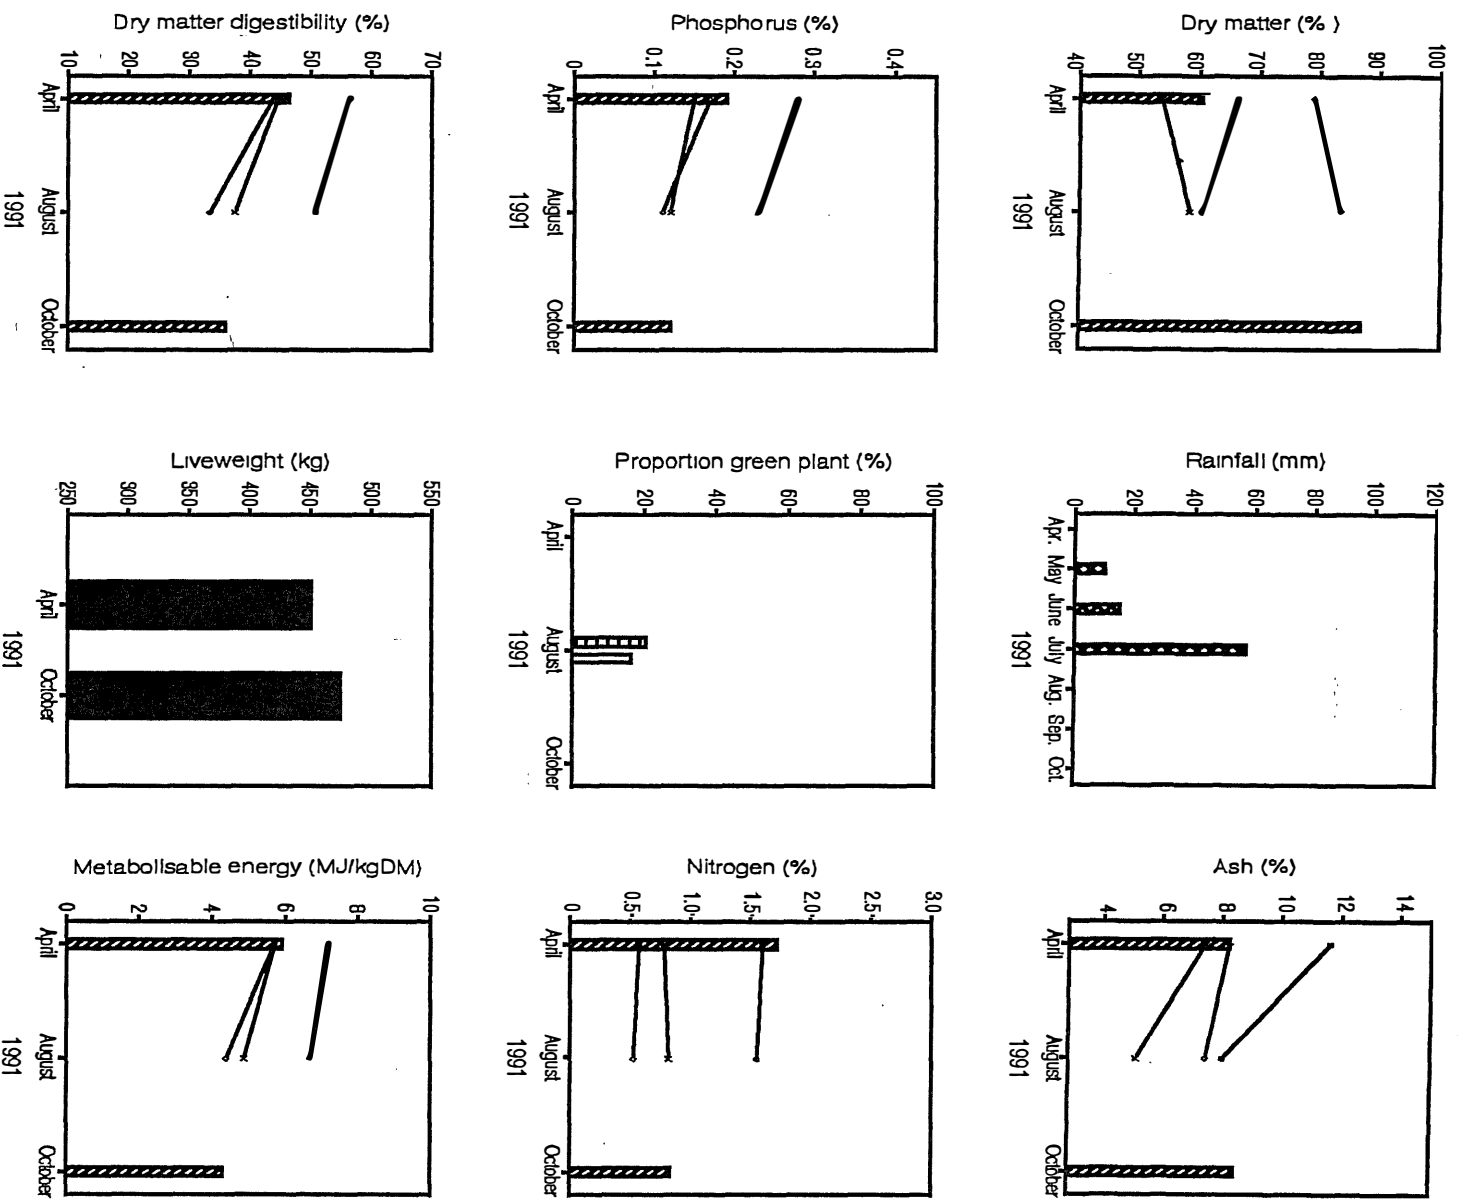 Dry matter digestibility (%)
10 20 30 40 50 60 70
April August October
1991
Phosphorus (%)
0 0.1 0.2 0.3 0.4
April August October
1991
Dry matter (% )
40 50 60 70 80 90 100
April August October
1991
Liveweight (kg)
250 300 350 400 450 500 550
April October
1991
Proportion green plant (%)
0 20 40 60 80 100
April August October
1991
Rainfall (mm)
0 20 40 60 80 100 120
Apr. May June July Aug. Sep. Oct.
1991
Metabolisable energy (MJ/kgDM)
0 2 4 6 8 10
April August October
1991
Nitrogen (%)
0 0.5 1.0 1.5 2.0 2.5 3.0
April August October
1991
Ash (%)
4 6 8 10 12 14
April August October
1991